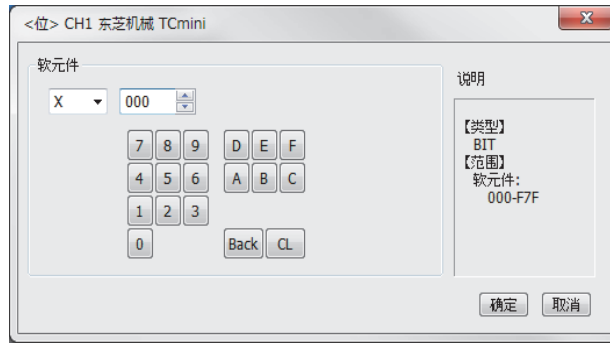 <位> CH1 东芝机械 TCmini
软元件
X 000
7 8 9 D E F
4 5 6 A B C
1 2 3
0 Back CL
说明
【类型】
BIT
【范围】
软元件:
000-F7F
确定 取消